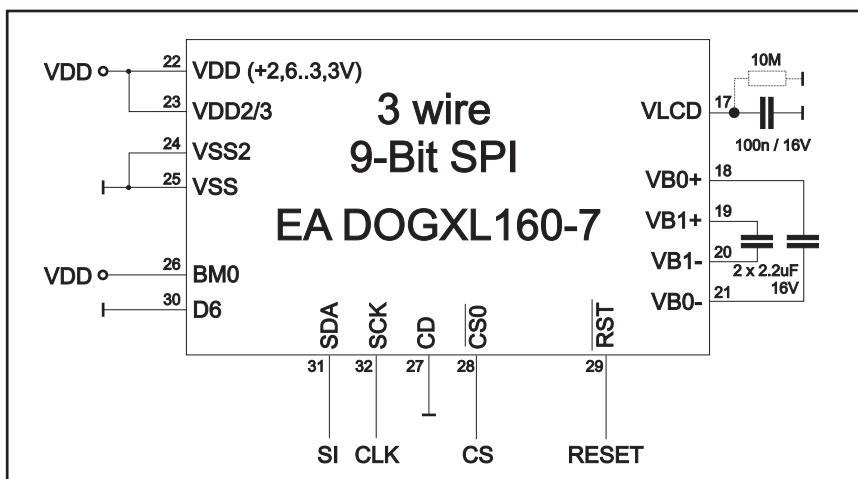 VDD
22
VDD (+2,6..3,3V)
23
VDD2/3
24
VSS2
25
VSS
VDD
26
BM0
30
D6
3 wire
9-Bit SPI
EA DOGXL160-7
10M
17
VLCD
100n / 16V
18
VB0+
19
VB1+
20
VB1-
2 x 2.2uF
16V
21
VB0-
SDA
SCK
CD
CS0
RST
31
32
27
28
29
SI
CLK
CS
RESET